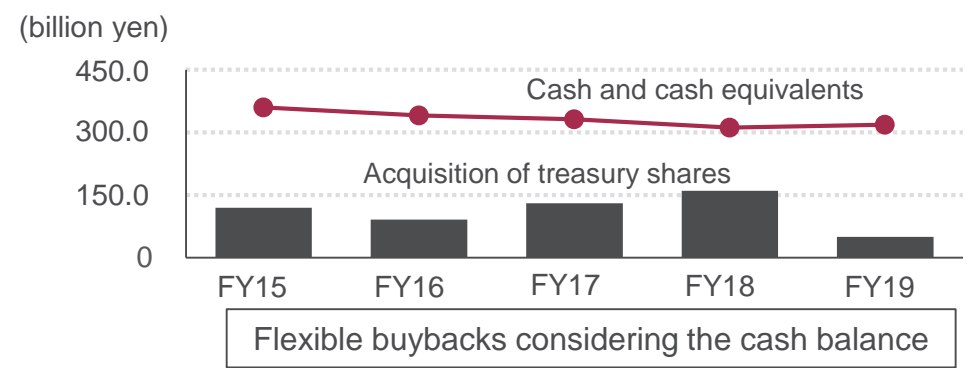 (billion yen)
450.0
Cash and cash equivalents
300.0
Acquisition of treasury shares
150.0
0
FY15 FY16 FY17 FY18 FY19
Flexible buybacks considering the cash balance